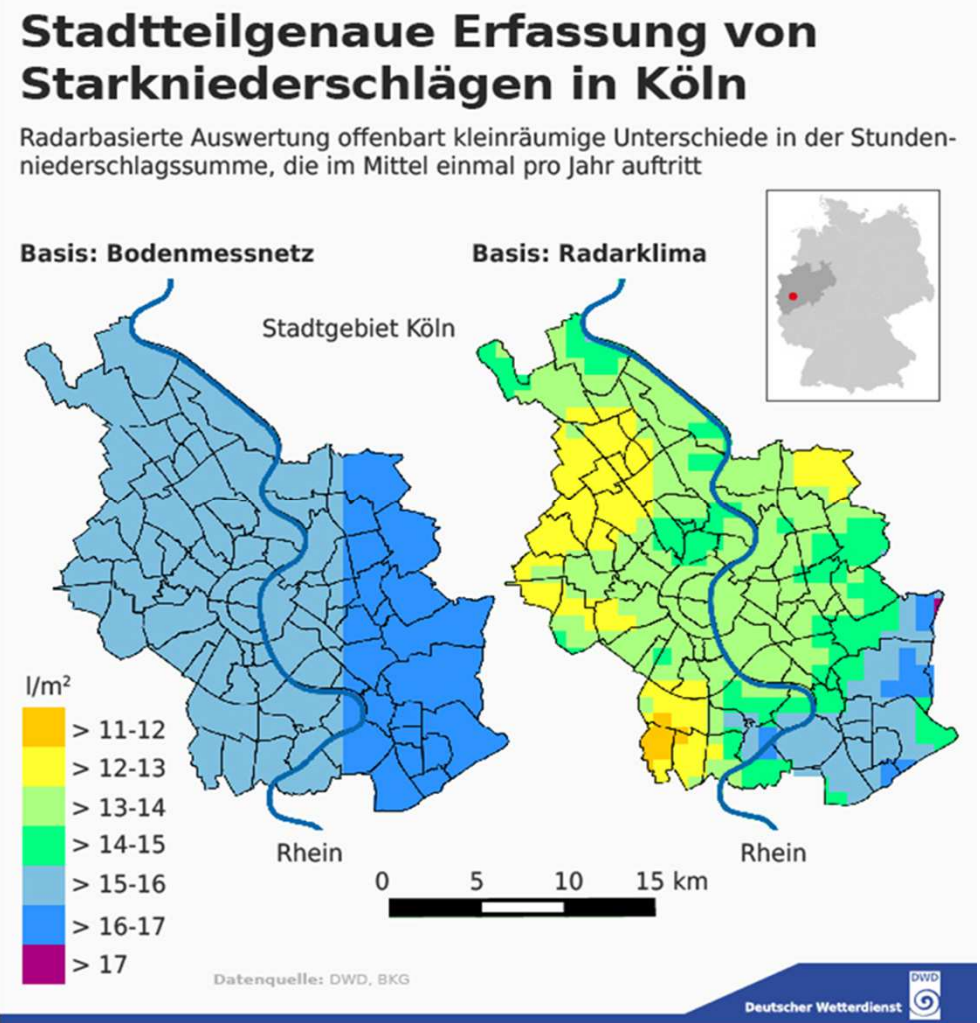 Stadtteilgenaue Erfassung von
Starkniederschlägen in Köln
Radarbasierte Auswertung offenbart kleinräumige Unterschiede in der Stunden-
niederschlagssumme, die im Mittel einmal pro Jahr auftritt
Basis: Bodenmessnetz
Basis: Radarklima
Stadtgebiet Köln
l/m²
> 11-12
> 12-13
> 13-14
> 14-15
> 15-16
> 16-17
> 17
Rhein
Rhein
0 5 10 15 km
Datenquelle: DWD, BKG
DWD
Deutscher Wetterdienst